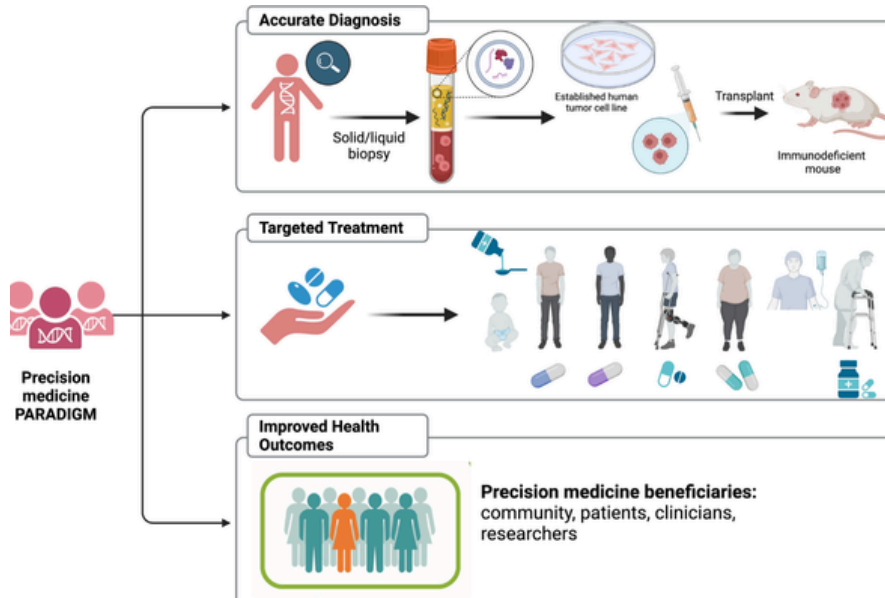 Accurate Diagnosis
Solid/liquid
biopsy
Established human
tumor cell line
Transplant
Immunodeficient
mouse
Targeted Treatment
Precision
medicine
PARADIGM
Improved Health
Outcomes
Precision medicine beneficiaries:
community, patients, clinicians,
researchers